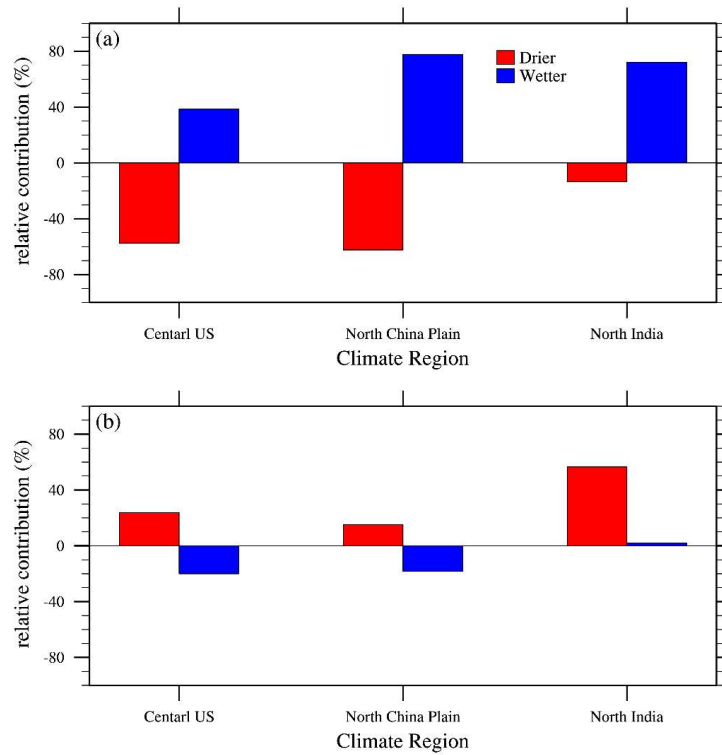 (a)
Drier
Wetter
relative contribution (%)
80
40
0
-40
-80
Centarl US North China Plain North India
Climate Region
(b)
relative contribution (%)
80
40
0
-40
-80
Centarl US North China Plain North India
Climate Region